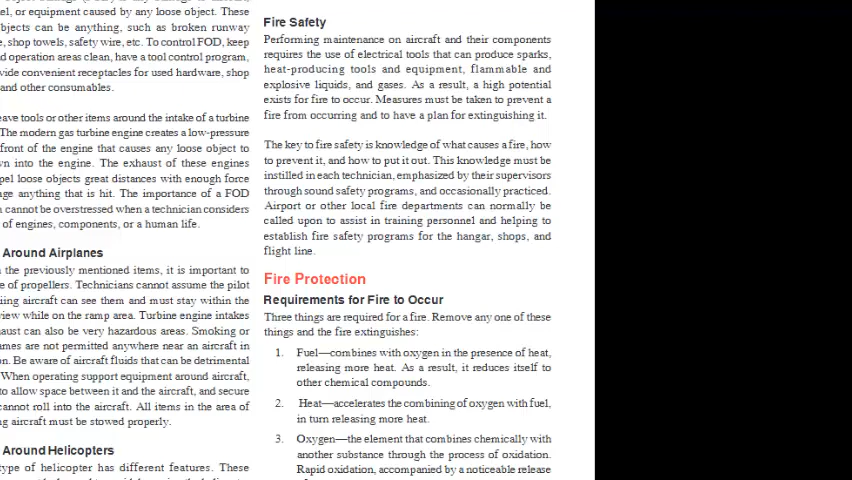 el, or equipment caused by any loose object. These
bjects can be anything, such as broken runway
e, shop towels, safety wire, etc. To control FOD, keep
d operation areas clean, have a tool control program,
vide convenient receptacles for used hardware, shop
and other consumables.
eave tools or other items around the intake of a turbine
The modern gas turbine engine creates a low-pressure
front of the engine that causes any loose object to
wn into the engine. The exhaust of these engines
pel loose objects great distances with enough force
nge anything that is hit. The importance of a FOD
n cannot be overstressed when a technician considers
of engines, components, or a human life.
Around Airplanes
n the previously mentioned items, it is important to
e of propellers. Technicians cannot assume the pilot
iing aircraft can see them and must stay within the
view while on the ramp area. Turbine engine intakes
haust can also be very hazardous areas. Smoking or
ames are not permitted anywhere near an aircraft in
on. Be aware of aircraft fluids that can be detrimental
When operating support equipment around aircraft,
to allow space between it and the aircraft, and secure
cannot roll into the aircraft. All items in the area of
ng aircraft must be stowed properly.
Around Helicopters
type of helicopter has different features. These
Fire Safety
Performing maintenance on aircraft and their components
requires the use of electrical tools that can produce sparks,
heat-producing tools and equipment, flammable and
explosive liquids, and gases. As a result, a high potential
exists for fire to occur. Measures must be taken to prevent a
fire from occurring and to have a plan for extinguishing it.
The key to fire safety is knowledge of what causes a fire, how
to prevent it, and how to put it out. This knowledge must be
instilled in each technician, emphasized by their supervisors
through sound safety programs, and occasionally practiced.
Airport or other local fire departments can normally be
called upon to assist in training personnel and helping to
establish fire safety programs for the hangar, shops, and
flight line.
Fire Protection
Requirements for Fire to Occur
Three things are required for a fire. Remove any one of these
things and the fire extinguishes:
1. Fuel—combines with oxygen in the presence of heat,
releasing more heat. As a result, it reduces itself to
other chemical compounds.
2. Heat—accelerates the combining of oxygen with fuel,
in turn releasing more heat.
3. Oxygen—the element that combines chemically with
another substance through the process of oxidation.
Rapid oxidation, accompanied by a noticeable release